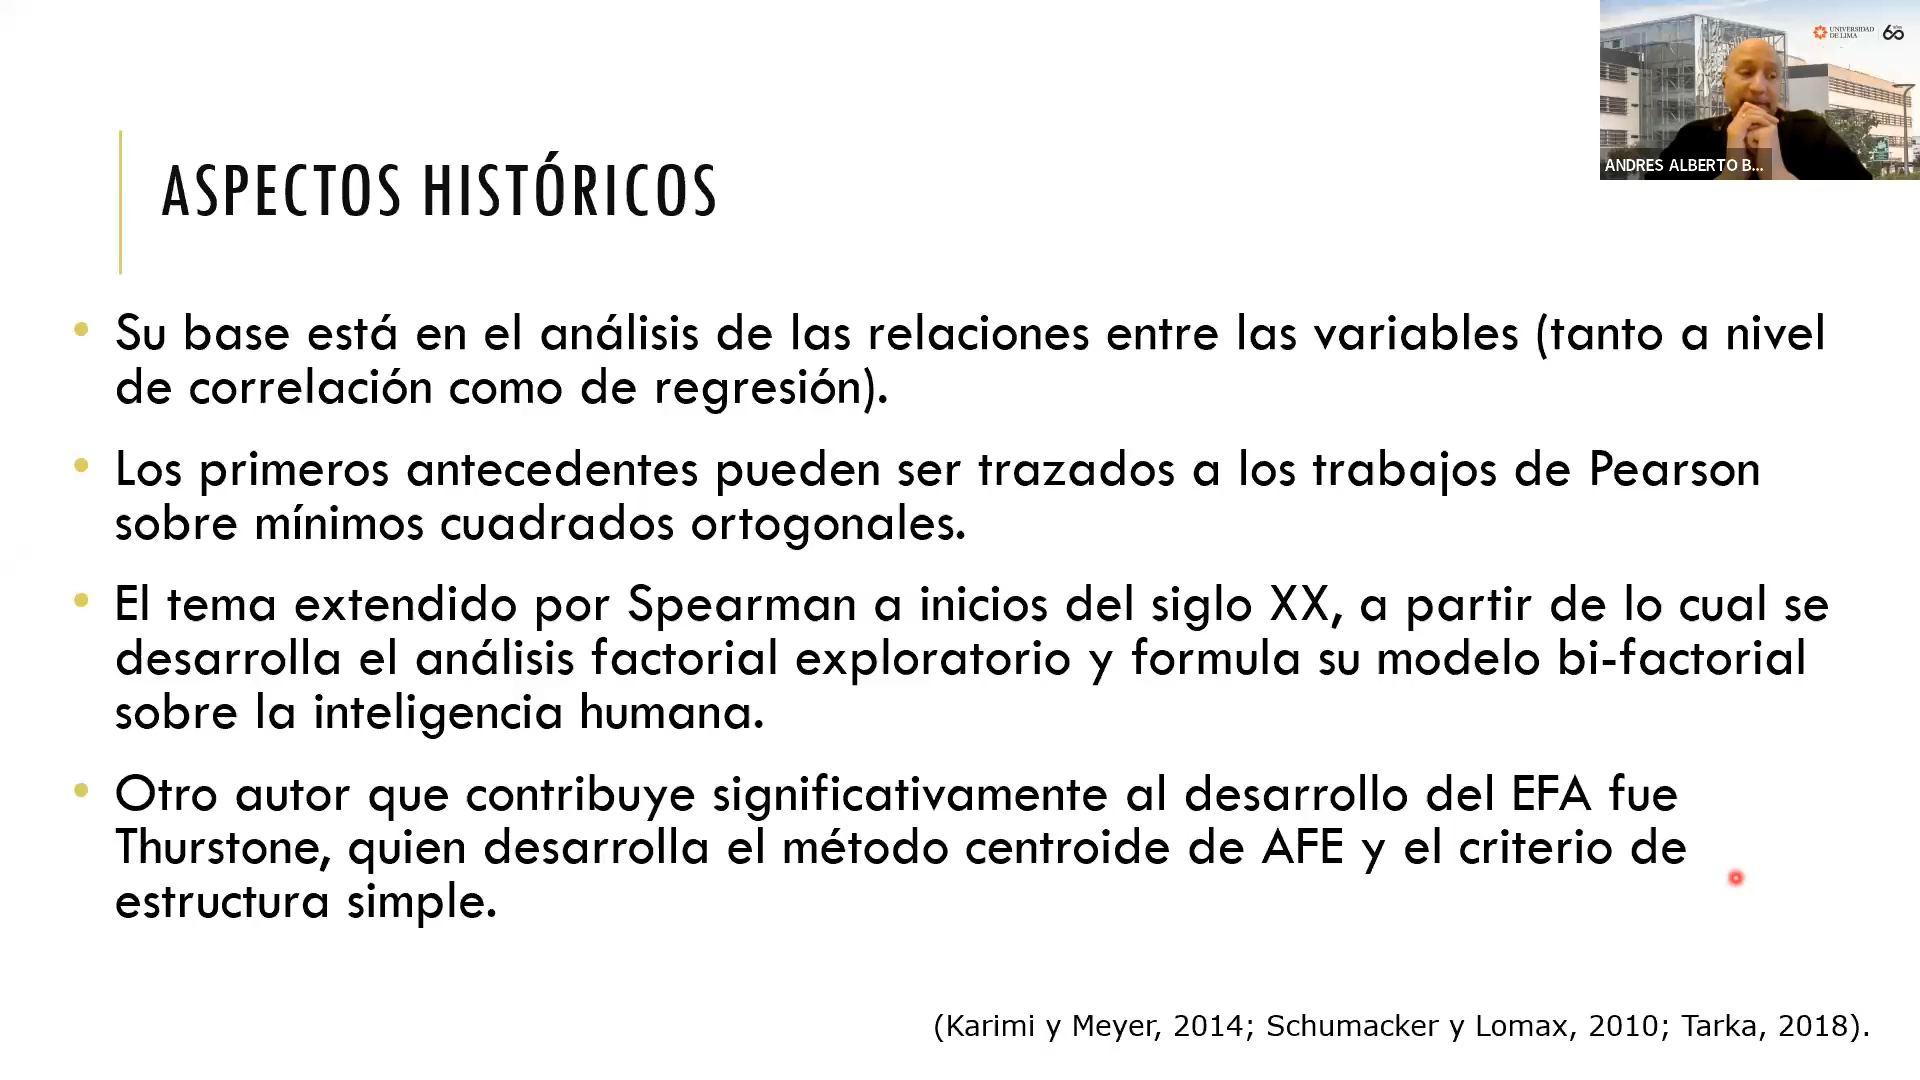 UNIVERSIDAD
DE LIMA
60
ANDRES ALBERTO B...
ASPECTOS HISTÓRICOS
• Su base está en el análisis de las relaciones entre las variables (tanto a nivel
de correlación como de regresión).
• Los primeros antecedentes pueden ser trazados a los trabajos de Pearson
sobre mínimos cuadrados ortogonales.
• El tema extendido por Spearman a inicios del siglo XX, a partir de lo cual se
desarrolla el análisis factorial exploratorio y formula su modelo bi-factorial
sobre la inteligencia humana.
• Otro autor que contribuye significativamente al desarrollo del EFA fue
Thurstone, quien desarrolla el método centroide de AFE y el criterio de
estructura simple.
(Karimi y Meyer, 2014; Schumacker y Lomax, 2010; Tarka, 2018).